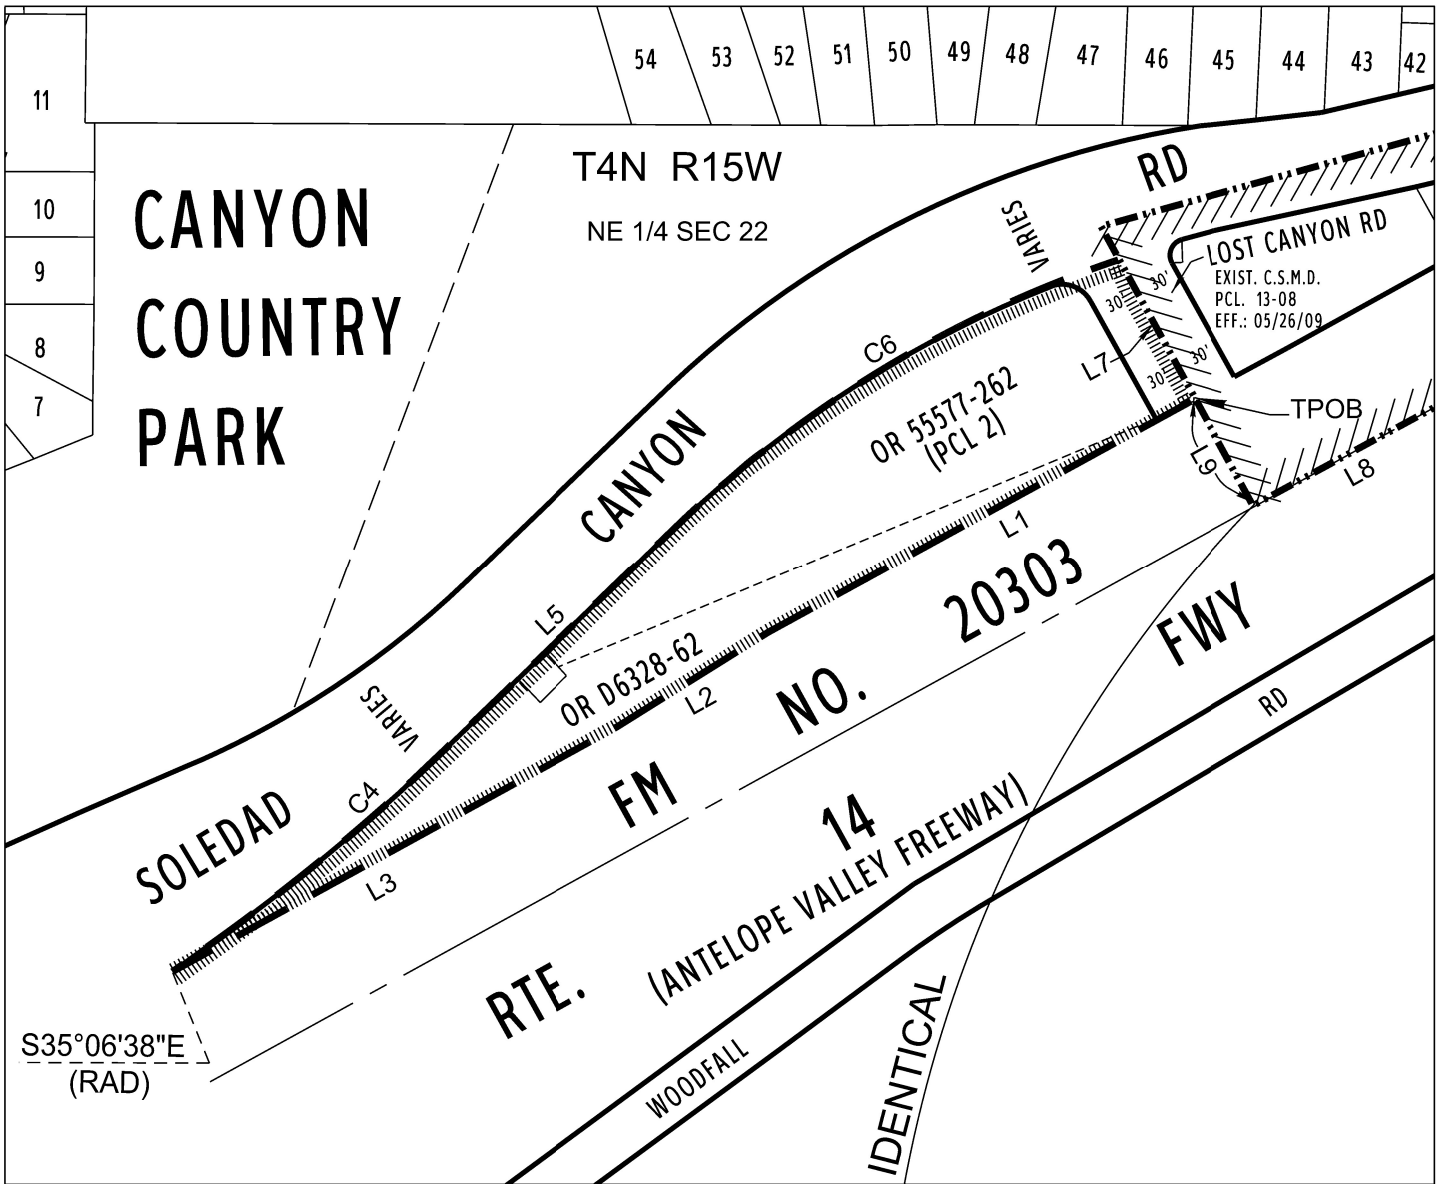 54
53
52
51
50
49
48
47
46
45
44
43
42
11
10
9
8
7
T4N R15W
NE 1/4 SEC 22
CANYON
COUNTRY
PARK
RD
VARIES
LOST CANYON RD
EXIST. C.S.M.D.
PCL. 13-08
EFF.: 05/26/09
30'
30'
30'
30'
C6
L7
OR 55577-262
(PCL 2)
TPOB
L9
L8
CANYON
L1
L5
OR D6328-62
L2
VARIES
C4
SOLEDAD
L3
FM NO. 20303
RTE. 14 FWY
(ANTELOPE VALLEY FREEWAY)
RD
WOODFALL
IDENTICAL
S35°06'38"E
(RAD)